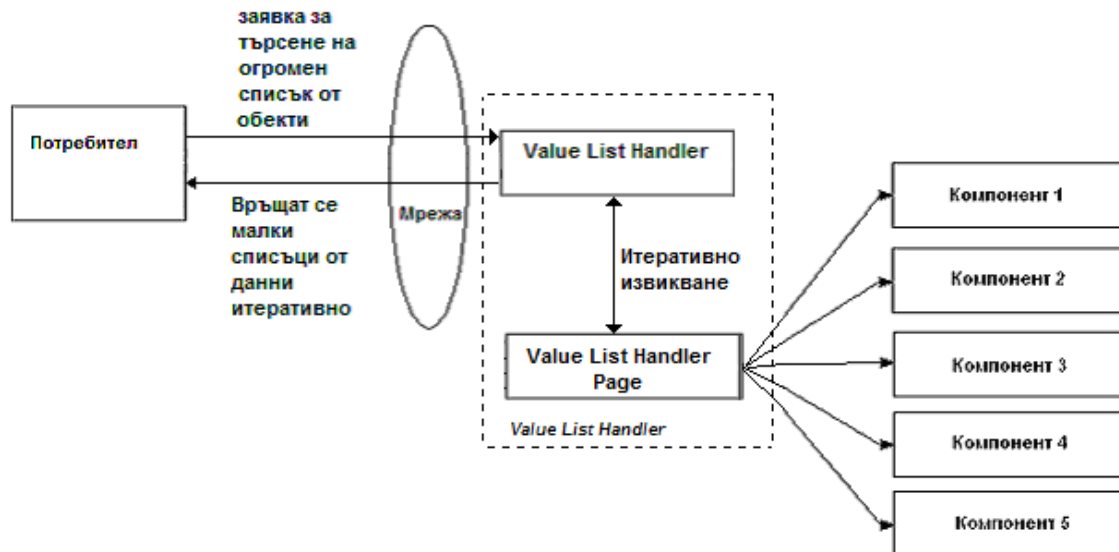 заявка за
търсене на
огромен
списък от
обекти
Потребител
Value List Handler
Мрежа
Връщат се
малки
списъци от
данни
итеративно
Итеративно
извикване
Value List Handler
Page
Value List Handler
Компонент 1
Компонент 2
Компонент 3
Компонент 4
Компонент 5